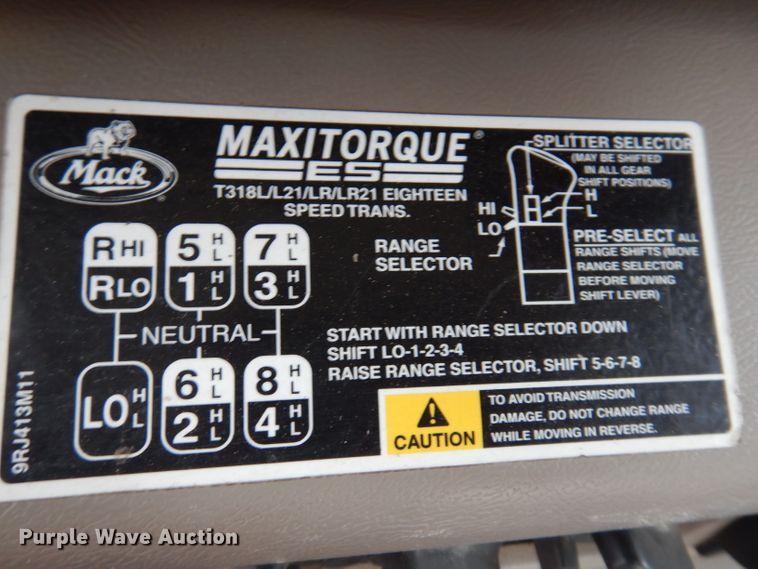 Mack
MAXITORQUE®
ES
T318L/L21/LR/LR21 EIGHTEEN
SPEED TRANS.
SPLITTER SELECTOR
(MAY BE SHIFTED
IN ALL GEAR
SHIFT POSITIONS)
H
L
HI
LO
RANGE
SELECTOR
PRE-SELECT ALL
RANGE SHIFTS (MOVE
RANGE SELECTOR
BEFORE MOVING
SHIFT LEVER)
R HI 5 H L 7 H L
R LO 1 H L 3 H L
NEUTRAL
LO H L 6 H L 8 H L
2 H L 4 H L
START WITH RANGE SELECTOR DOWN
SHIFT LO-1-2-3-4
RAISE RANGE SELECTOR, SHIFT 5-6-7-8
CAUTION
TO AVOID TRANSMISSION
DAMAGE, DO NOT CHANGE RANGE
WHILE MOVING IN REVERSE.
9RJ413M11
Purple Wave Auction